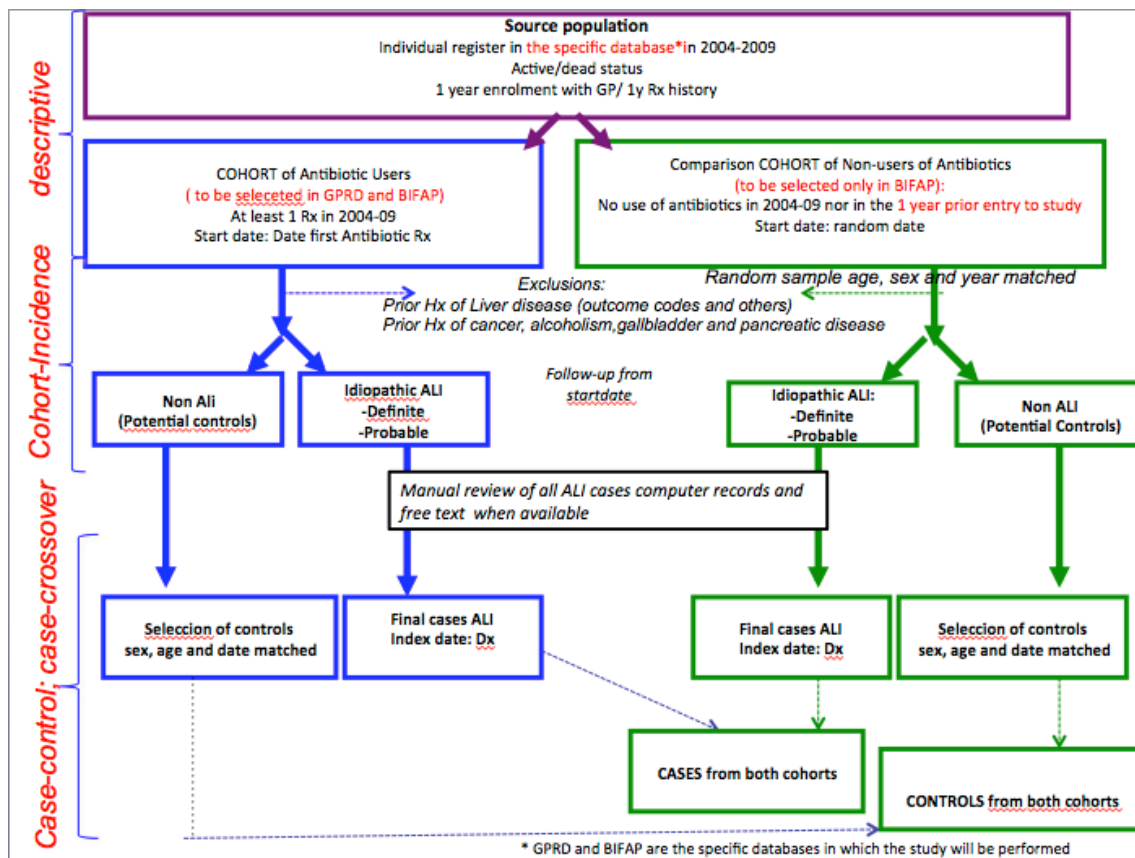 Source population
Individual register in the specific database*in 2004-2009
Active/dead status
1 year enrolment with GP/ 1y Rx history
descriptive
COHORT of Antibiotic Users
( to be seleceted in GPRD and BIFAP)
At least 1 Rx in 2004-09
Start date: Date first Antibiotic Rx
Comparison COHORT of Non-users of Antibiotics
(to be selected only in BIFAP):
No use of antibiotics in 2004-09 nor in the 1 year prior entry to study
Start date: random date
Cohort-Incidence
Exclusions:
Prior Hx of Liver disease (outcome codes and others)
Prior Hx of cancer, alcoholism,gallbladder and pancreatic disease
Random sample age, sex and year matched
Non Ali
(Potential controls)
Idiopathic ALI
-Definite
-Probable
Follow-up from
startdate
Idiopathic ALI:
-Definite
-Probable
Non ALI
(Potential Controls)
Manual review of all ALI cases computer records and
free text when available
Case-control; case-crossover
Seleccion of controls
sex, age and date matched
Final cases ALI
Index date: Dx
Final cases ALI
Index date: Dx
Seleccion of controls
sex, age and date matched
CASES from both cohorts
CONTROLS from both cohorts
* GPRD and BIFAP are the specific databases in which the study will be performed